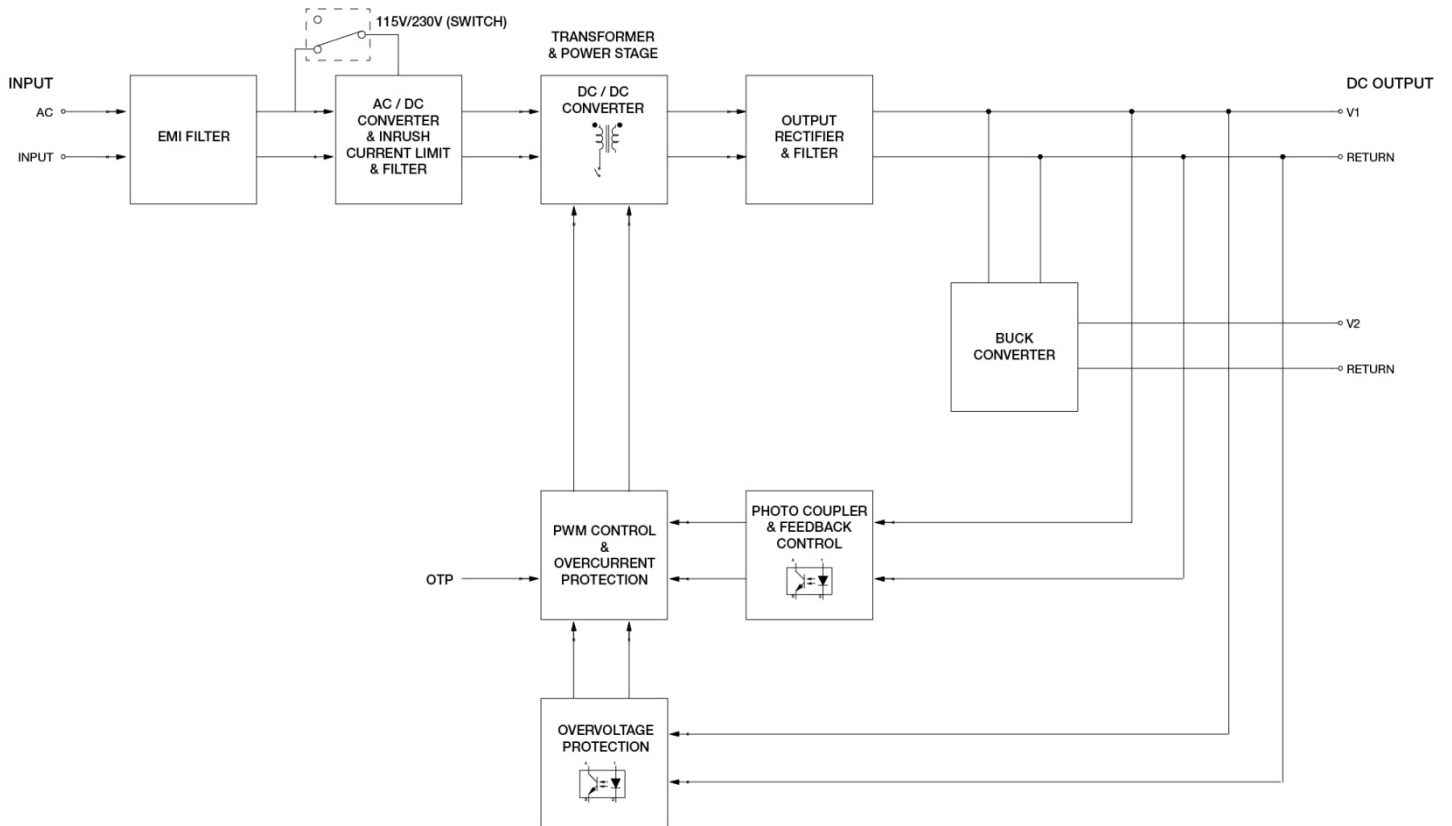 115V/230V (SWITCH)
TRANSFORMER
& POWER STAGE
INPUT
DC OUTPUT
AC
INPUT
EMI FILTER
AC / DC
CONVERTER
& INRUSH
CURRENT LIMIT
& FILTER
DC / DC
CONVERTER
OUTPUT
RECTIFIER
& FILTER
V1
RETURN
BUCK
CONVERTER
V2
RETURN
PWM CONTROL
&
OVERCURRENT
PROTECTION
PHOTO COUPLER
& FEEDBACK
CONTROL
OTP
OVERVOLTAGE
PROTECTION